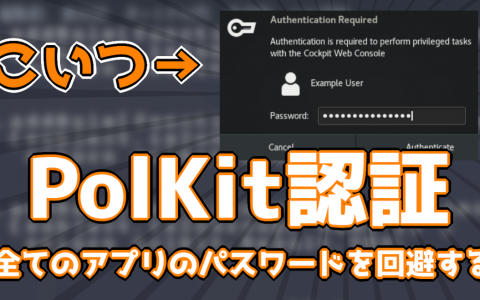 こいつ→
Authentication Required
Authentication is required to perform privileged tasks
with the Cockpit Web Console
Example User
Password: ●●●●●●●●●●●●●●●
Cancel
Authenticate
PolKit認証
全てのアプリのパスワードを回避する